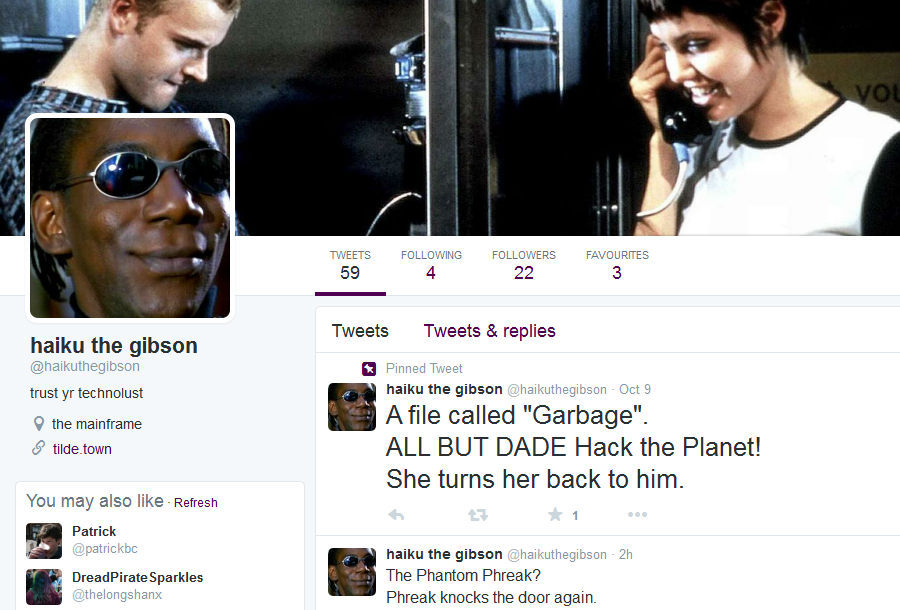 YOU
TWEETS FOLLOWING FOLLOWERS FAVOURITES
59 4 22 3
haiku the gibson
@haikuthegibson
trust yr technolust
the mainframe
tilde.town
You may also like · Refresh
Patrick
@patrickbc
DreadPirateSparkles
@thelongshanx
Tweets Tweets & replies
Pinned Tweet
haiku the gibson @haikuthegibson · Oct 9
A file called "Garbage".
ALL BUT DADE Hack the Planet!
She turns her back to him.
1
haiku the gibson @haikuthegibson · 2h
The Phantom Phreak?
Phreak knocks the door again.